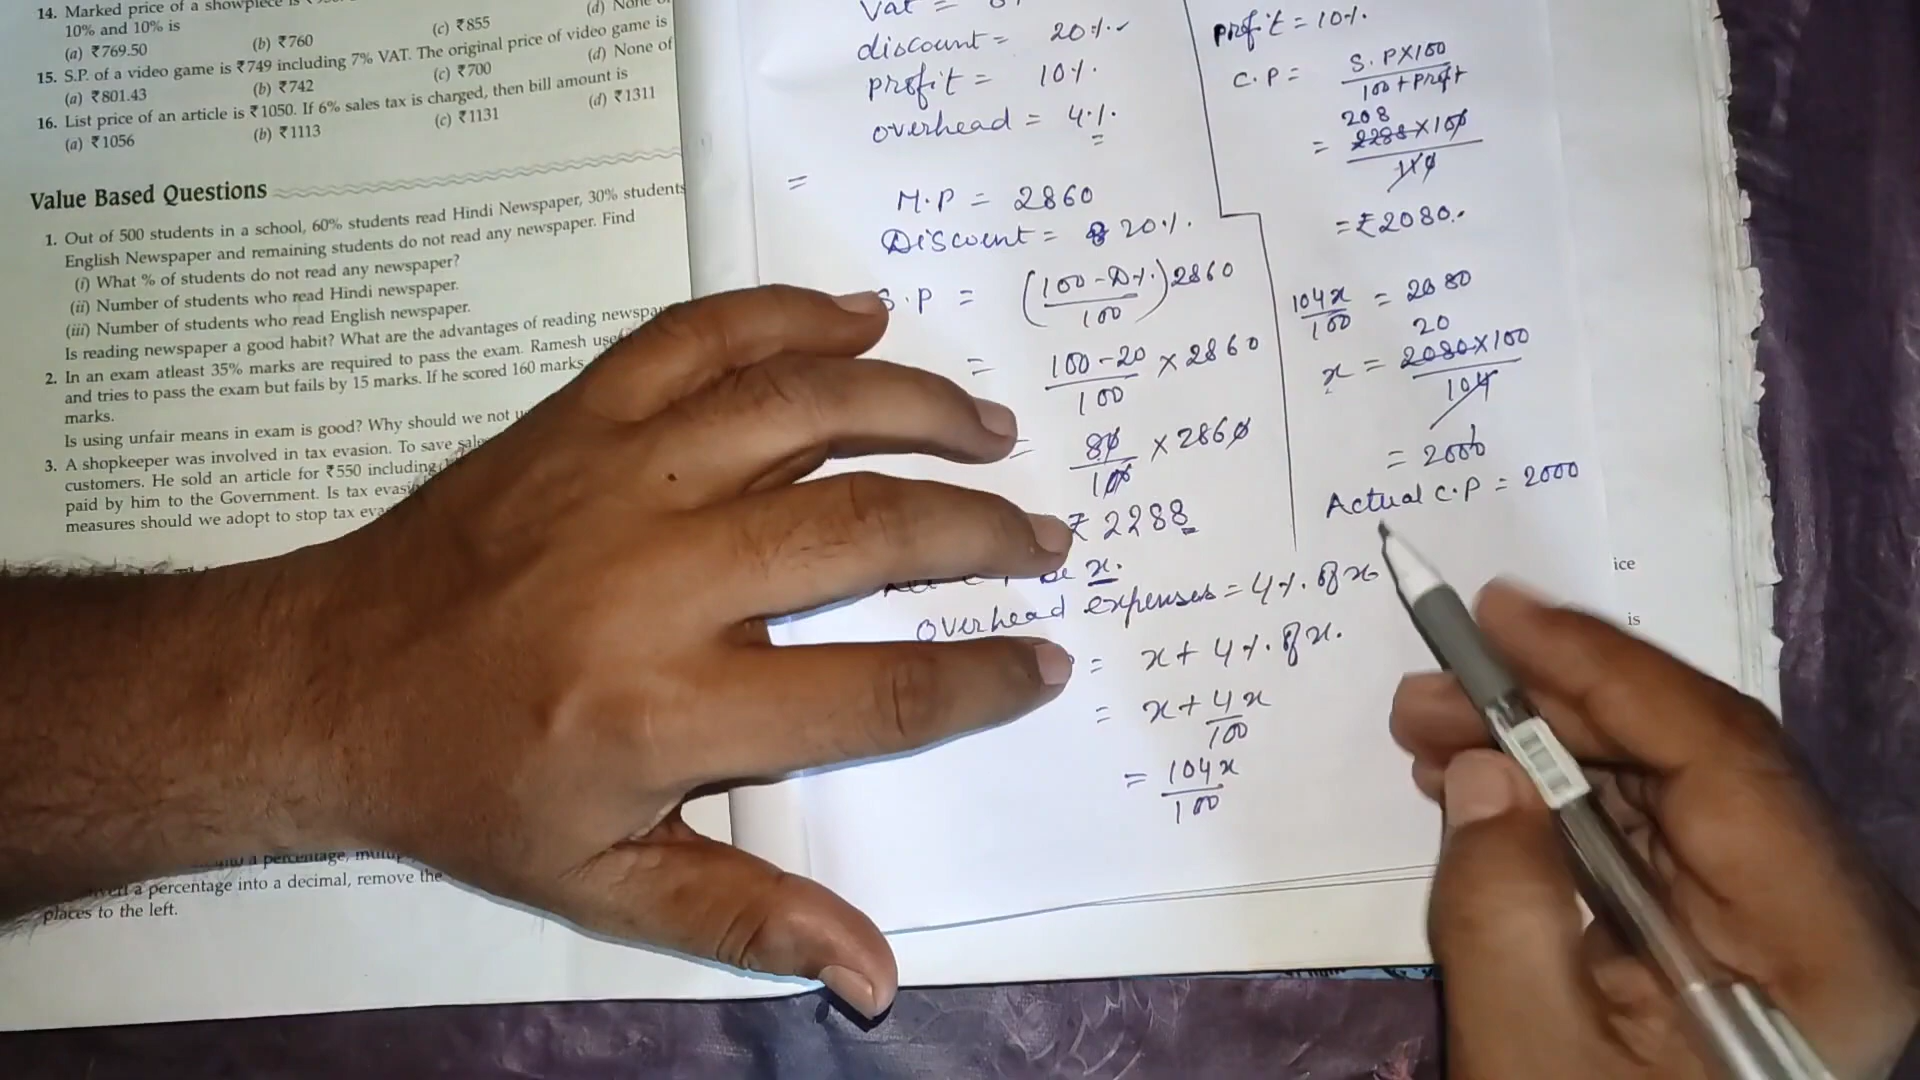 14. Marked price of a showpiece is
10% and 10% is
(a) ₹769.50 (b) ₹760 (c) ₹855 (d) None of
15. S.P. of a video game is ₹749 including 7% VAT. The original price of video game is
(a) ₹801.43 (b) ₹742 (c) ₹700 (d) None of
16. List price of an article is ₹1050. If 6% sales tax is charged, then bill amount is
(a) ₹1056 (b) ₹1113 (c) ₹1131 (d) ₹1311
Value Based Questions
1. Out of 500 students in a school, 60% students read Hindi Newspaper, 30% students
English Newspaper and remaining students do not read any newspaper. Find
(i) What % of students do not read any newspaper?
(ii) Number of students who read Hindi newspaper.
(iii) Number of students who read English newspaper.
Is reading newspaper a good habit? What are the advantages of reading newspa
2. In an exam atleast 35% marks are required to pass the exam. Ramesh use
and tries to pass the exam but fails by 15 marks. If he scored 160 marks
marks.
Is using unfair means in exam is good? Why should we not u
3. A shopkeeper was involved in tax evasion. To save sale
customers. He sold an article for ₹550 including
paid by him to the Government. Is tax evasi
measures should we adopt to stop tax eva
a percentage, multip
a percentage into a decimal, remove the
places to the left.
Vat =
discount = 20%
profit = 10%.
overhead = 4%.
= M.P = 2860
Discount = 20%.
S.P = (100-D%/100) 2860
= 100-20/100 × 2860
= 80/100 × 2860
₹ 2288
be x.
overhead expenses = 4%. of x
= x + 4%. of x.
= x + 4x/100
= 104x/100
profit = 10%.
C.P = S.P×100/100+Profit
208
= 2288×100/110
= ₹2080.
104x/100 = 2080
20
x = 2080×100/104
= 2000
Actual C.P = 2000
ice
is